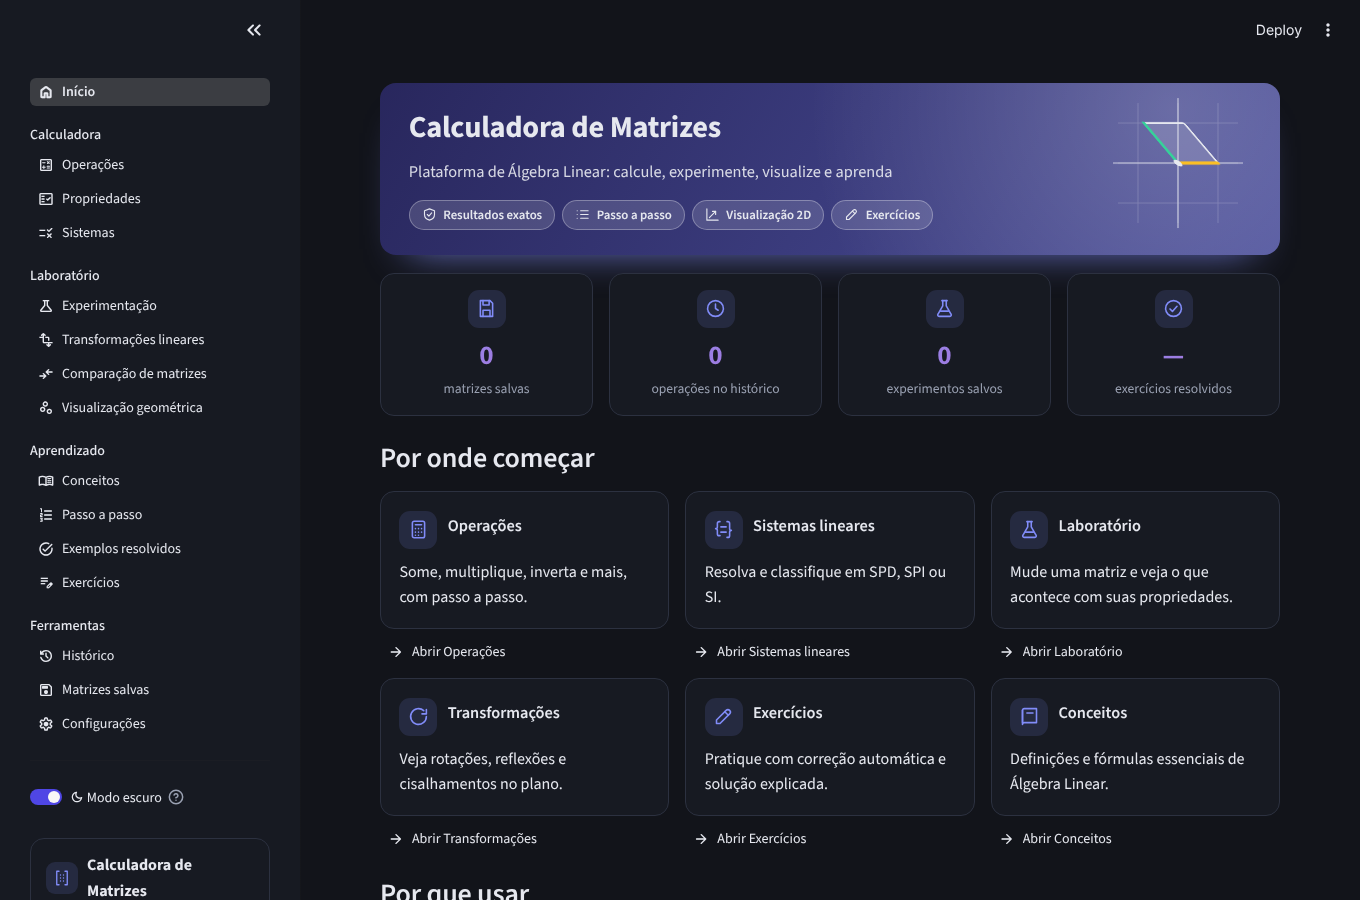 Deploy
Início
Calculadora
Operações
Propriedades
Sistemas
Laboratório
Experimentação
Transformações lineares
Comparação de matrizes
Visualização geométrica
Aprendizado
Conceitos
Passo a passo
Exemplos resolvidos
Exercícios
Ferramentas
Histórico
Matrizes salvas
Configurações
Modo escuro
Calculadora de
Matrizes
Calculadora de Matrizes
Plataforma de Álgebra Linear: calcule, experimente, visualize e aprenda
Resultados exatos
Passo a passo
Visualização 2D
Exercícios
0
matrizes salvas
0
operações no histórico
0
experimentos salvos
—
exercícios resolvidos
Por onde começar
Operações
Some, multiplique, inverta e mais,
com passo a passo.
Abrir Operações
Sistemas lineares
Resolva e classifique em SPD, SPI ou
SI.
Abrir Sistemas lineares
Laboratório
Mude uma matriz e veja o que
acontece com suas propriedades.
Abrir Laboratório
Transformações
Veja rotações, reflexões e
cisalhamentos no plano.
Abrir Transformações
Exercícios
Pratique com correção automática e
solução explicada.
Abrir Exercícios
Conceitos
Definições e fórmulas essenciais de
Álgebra Linear.
Abrir Conceitos
Por que usar